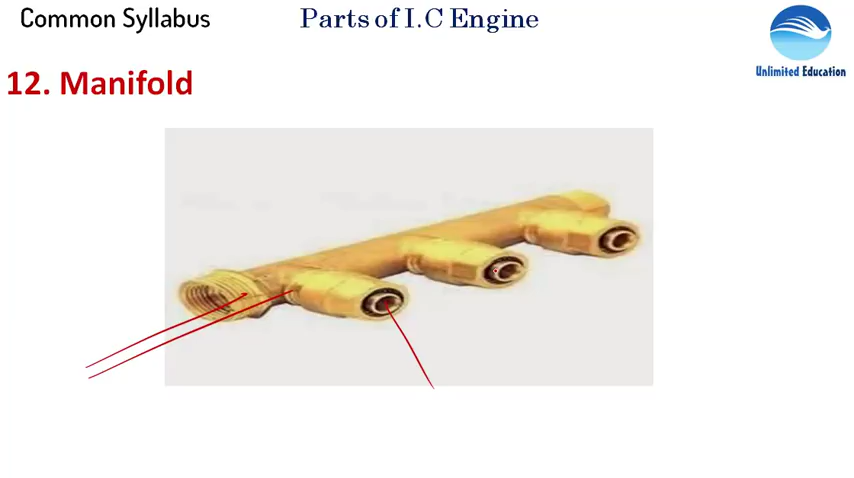 Common Syllabus
Parts of I.C Engine
Unlimited Education
12. Manifold